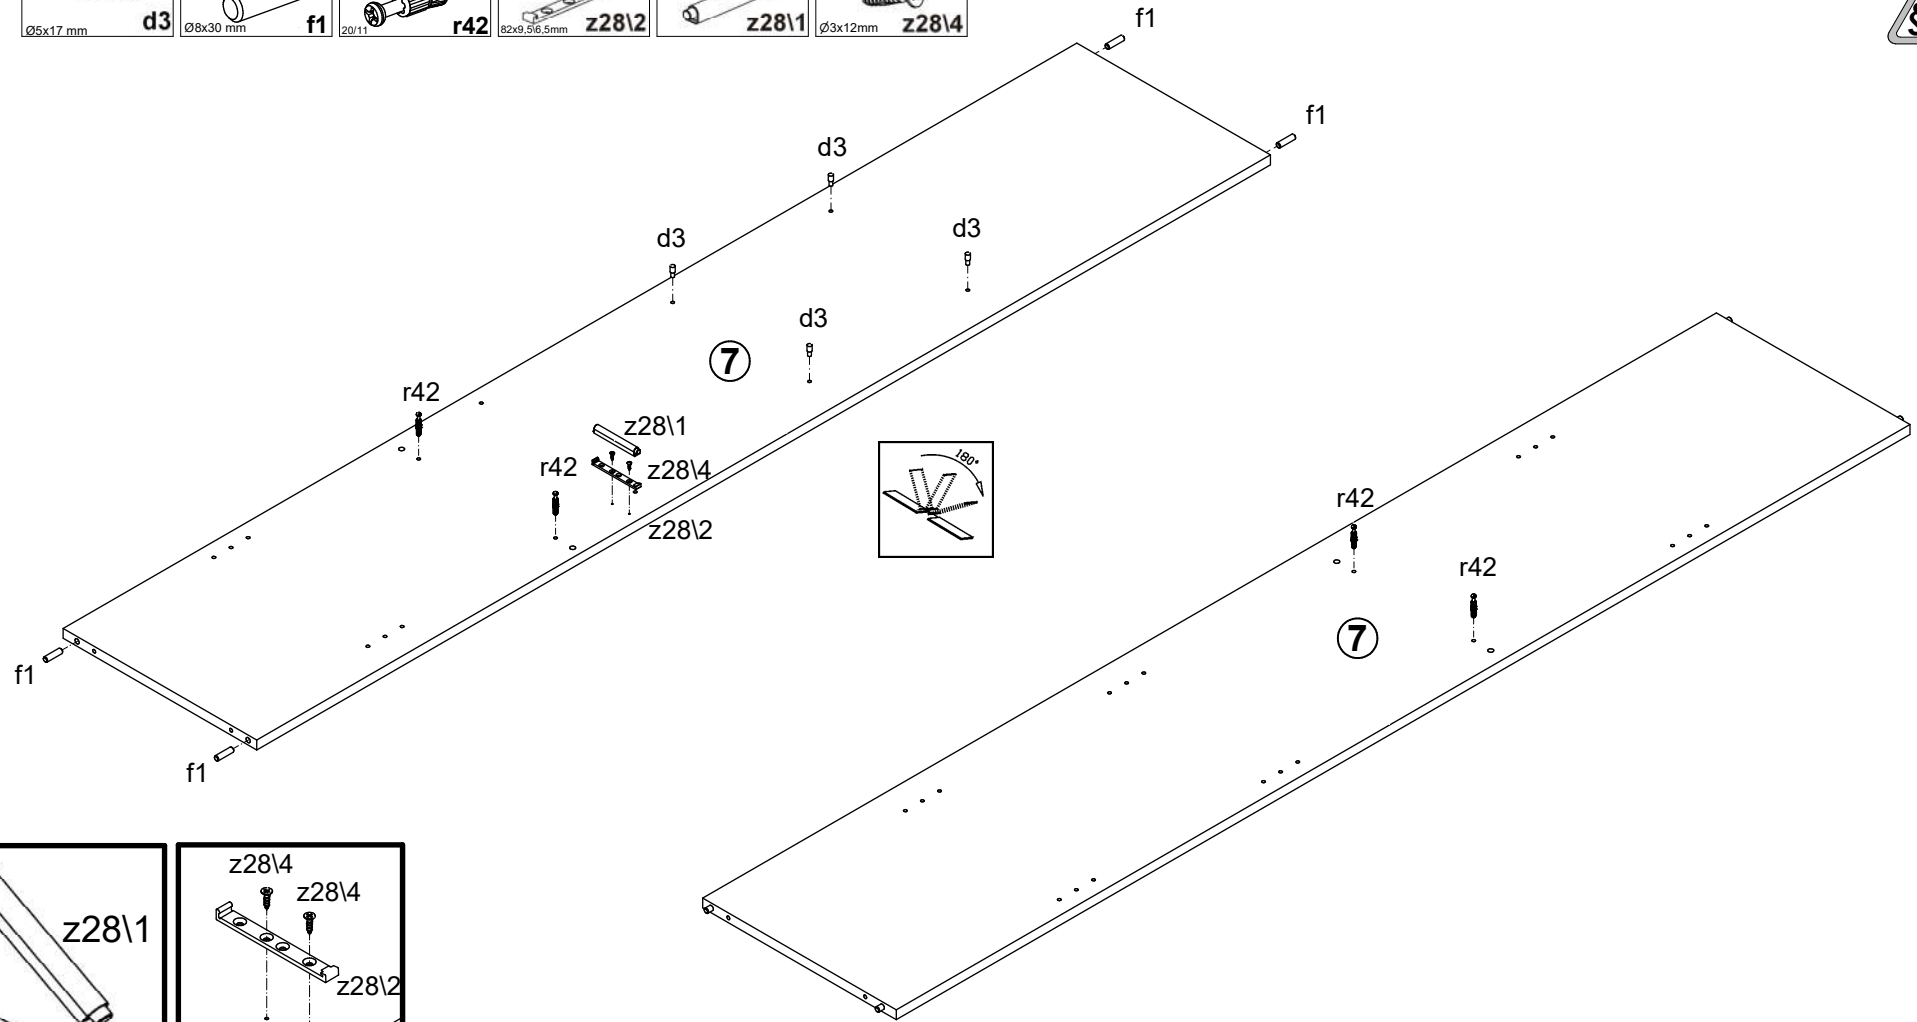 Ø5x17 mm d3
Ø8x30 mm f1
20/11 r42
82x9,5\6,5mm z28\2
z28\1
Ø3x12mm z28\4
f1
f1
d3
d3
d3
d3
7
r42
z28\1
r42
z28\4
z28\2
180°
f1
f1
r42
r42
7
z28\1
z28\4
z28\4
z28\2